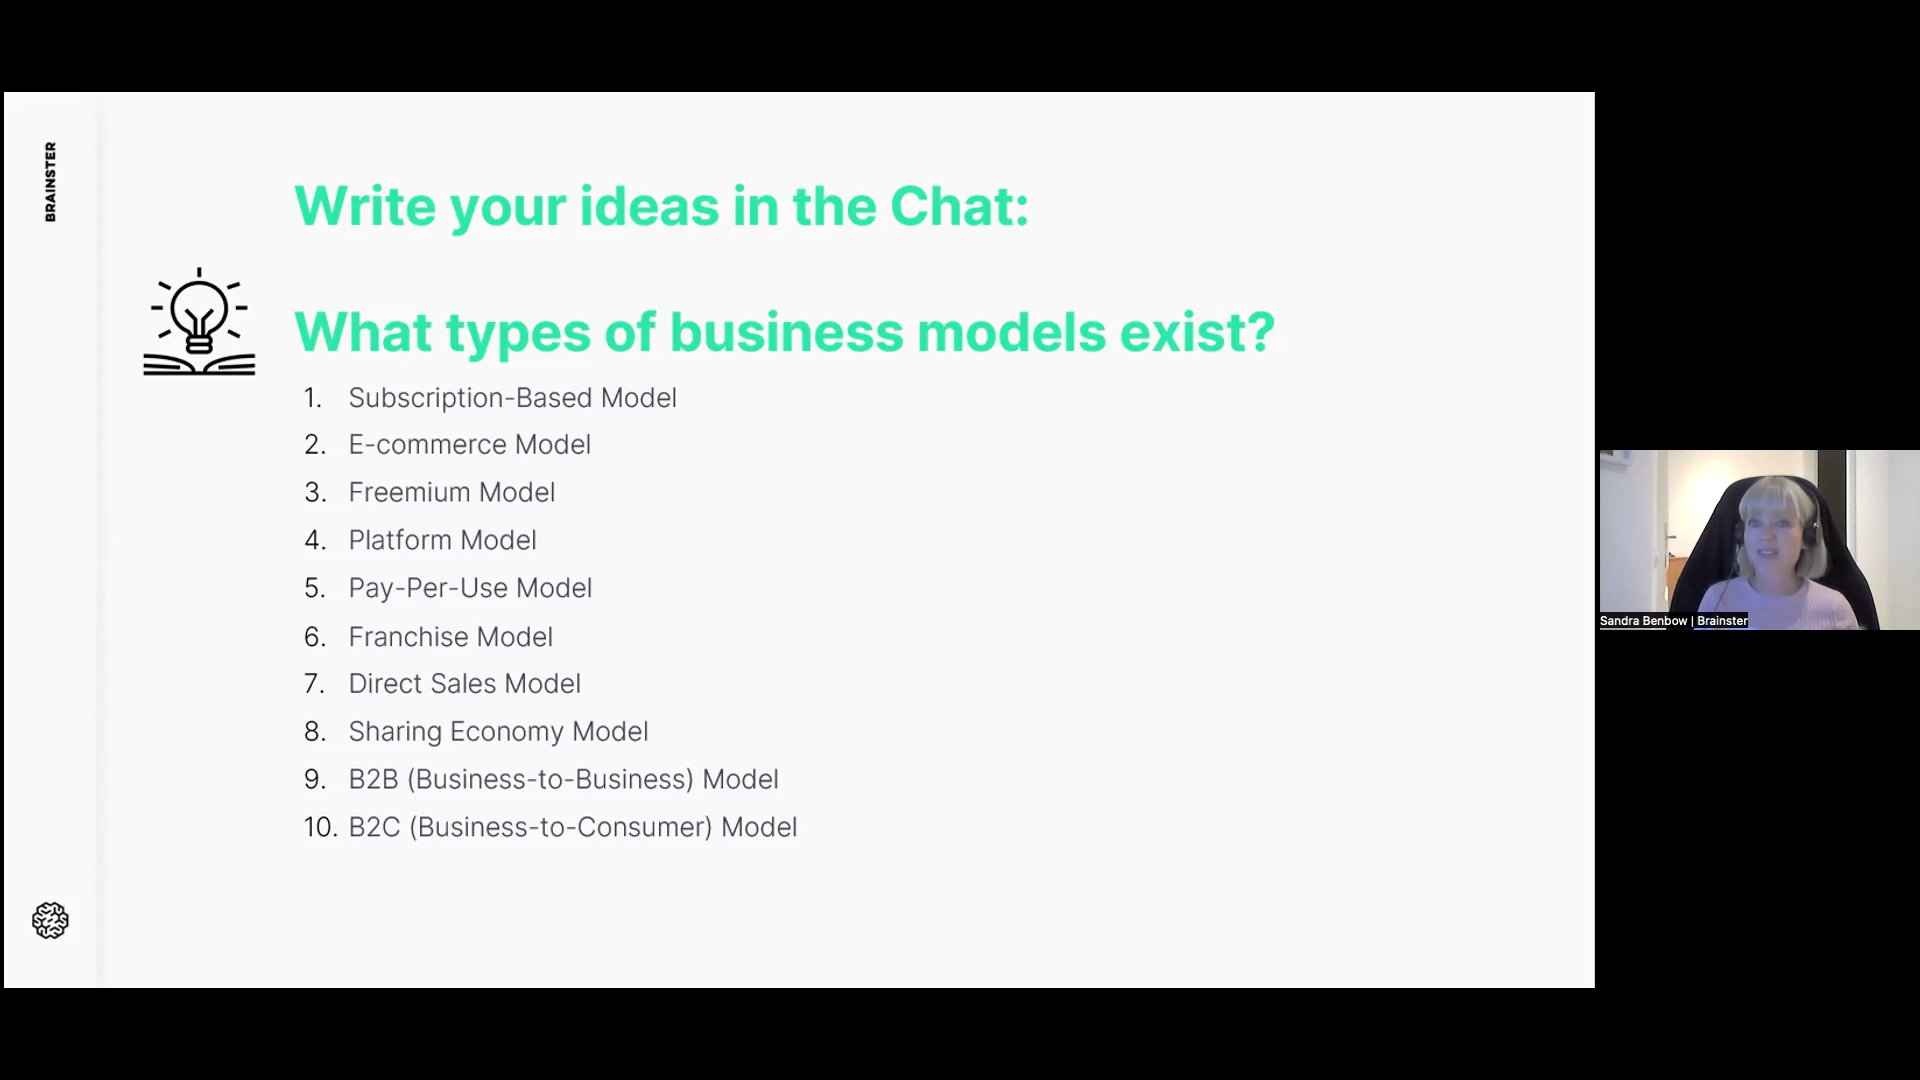 BRAINSTER
Write your ideas in the Chat:
What types of business models exist?
1. Subscription-Based Model
2. E-commerce Model
3. Freemium Model
4. Platform Model
5. Pay-Per-Use Model
6. Franchise Model
7. Direct Sales Model
8. Sharing Economy Model
9. B2B (Business-to-Business) Model
10. B2C (Business-to-Consumer) Model
Sandra Benbow | Brainster